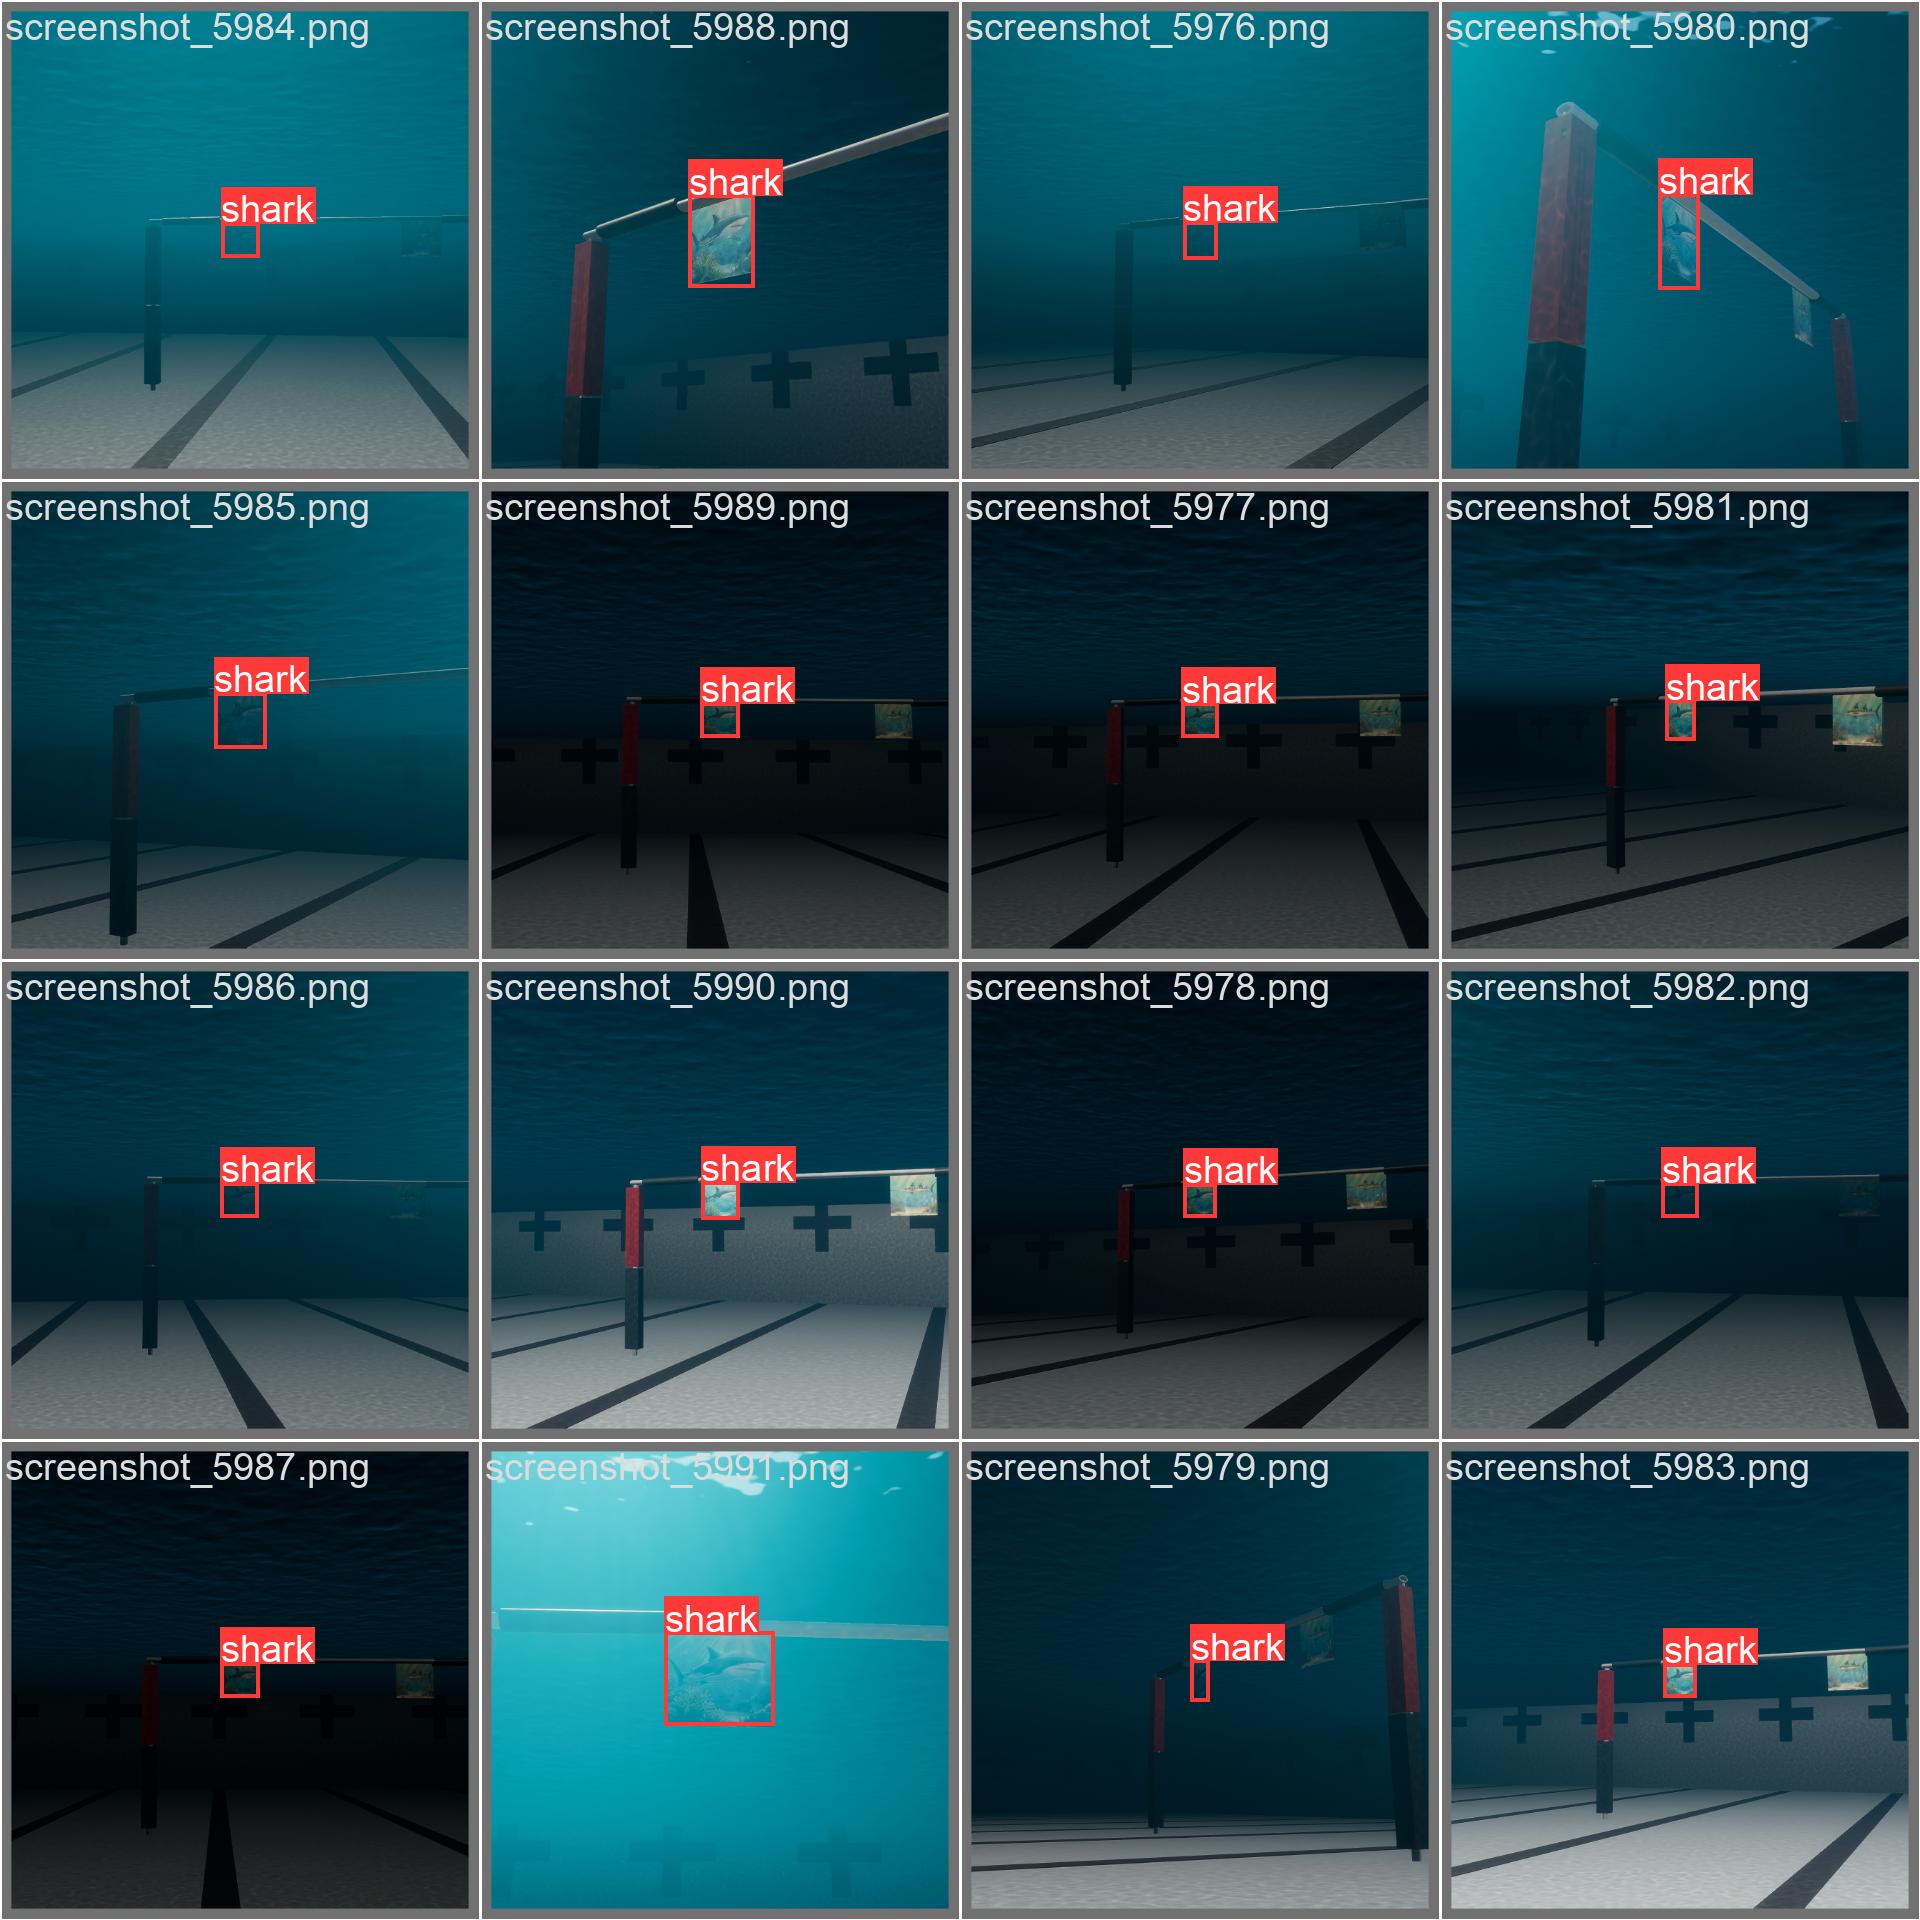 screenshot_5984.png
shark
screenshot_5988.png
shark
screenshot_5976.png
shark
screenshot_5980.png
shark
screenshot_5985.png
shark
screenshot_5989.png
shark
screenshot_5977.png
shark
screenshot_5981.png
shark
screenshot_5986.png
shark
screenshot_5990.png
shark
screenshot_5978.png
shark
screenshot_5982.png
shark
screenshot_5987.png
shark
screenshot_5991.png
shark
screenshot_5979.png
shark
screenshot_5983.png
shark